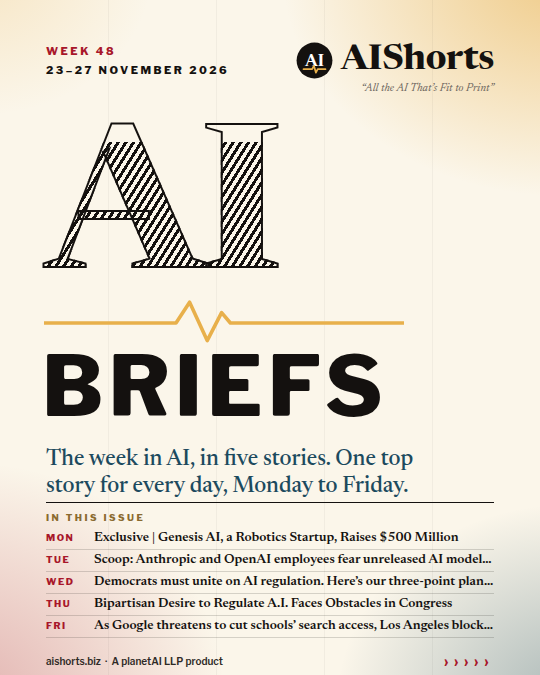 WEEK 48
23–27 NOVEMBER 2026
AI AIShorts
“All the AI That’s Fit to Print”
AI
BRIEFS
The week in AI, in five stories. One top
story for every day, Monday to Friday.
IN THIS ISSUE
MON Exclusive | Genesis AI, a Robotics Startup, Raises $500 Million
TUE Scoop: Anthropic and OpenAI employees fear unreleased AI model...
WED Democrats must unite on AI regulation. Here’s our three-point plan...
THU Bipartisan Desire to Regulate A.I. Faces Obstacles in Congress
FRI As Google threatens to cut schools’ search access, Los Angeles block...
aishorts.biz · A planetAI LLP product
› › › › ›